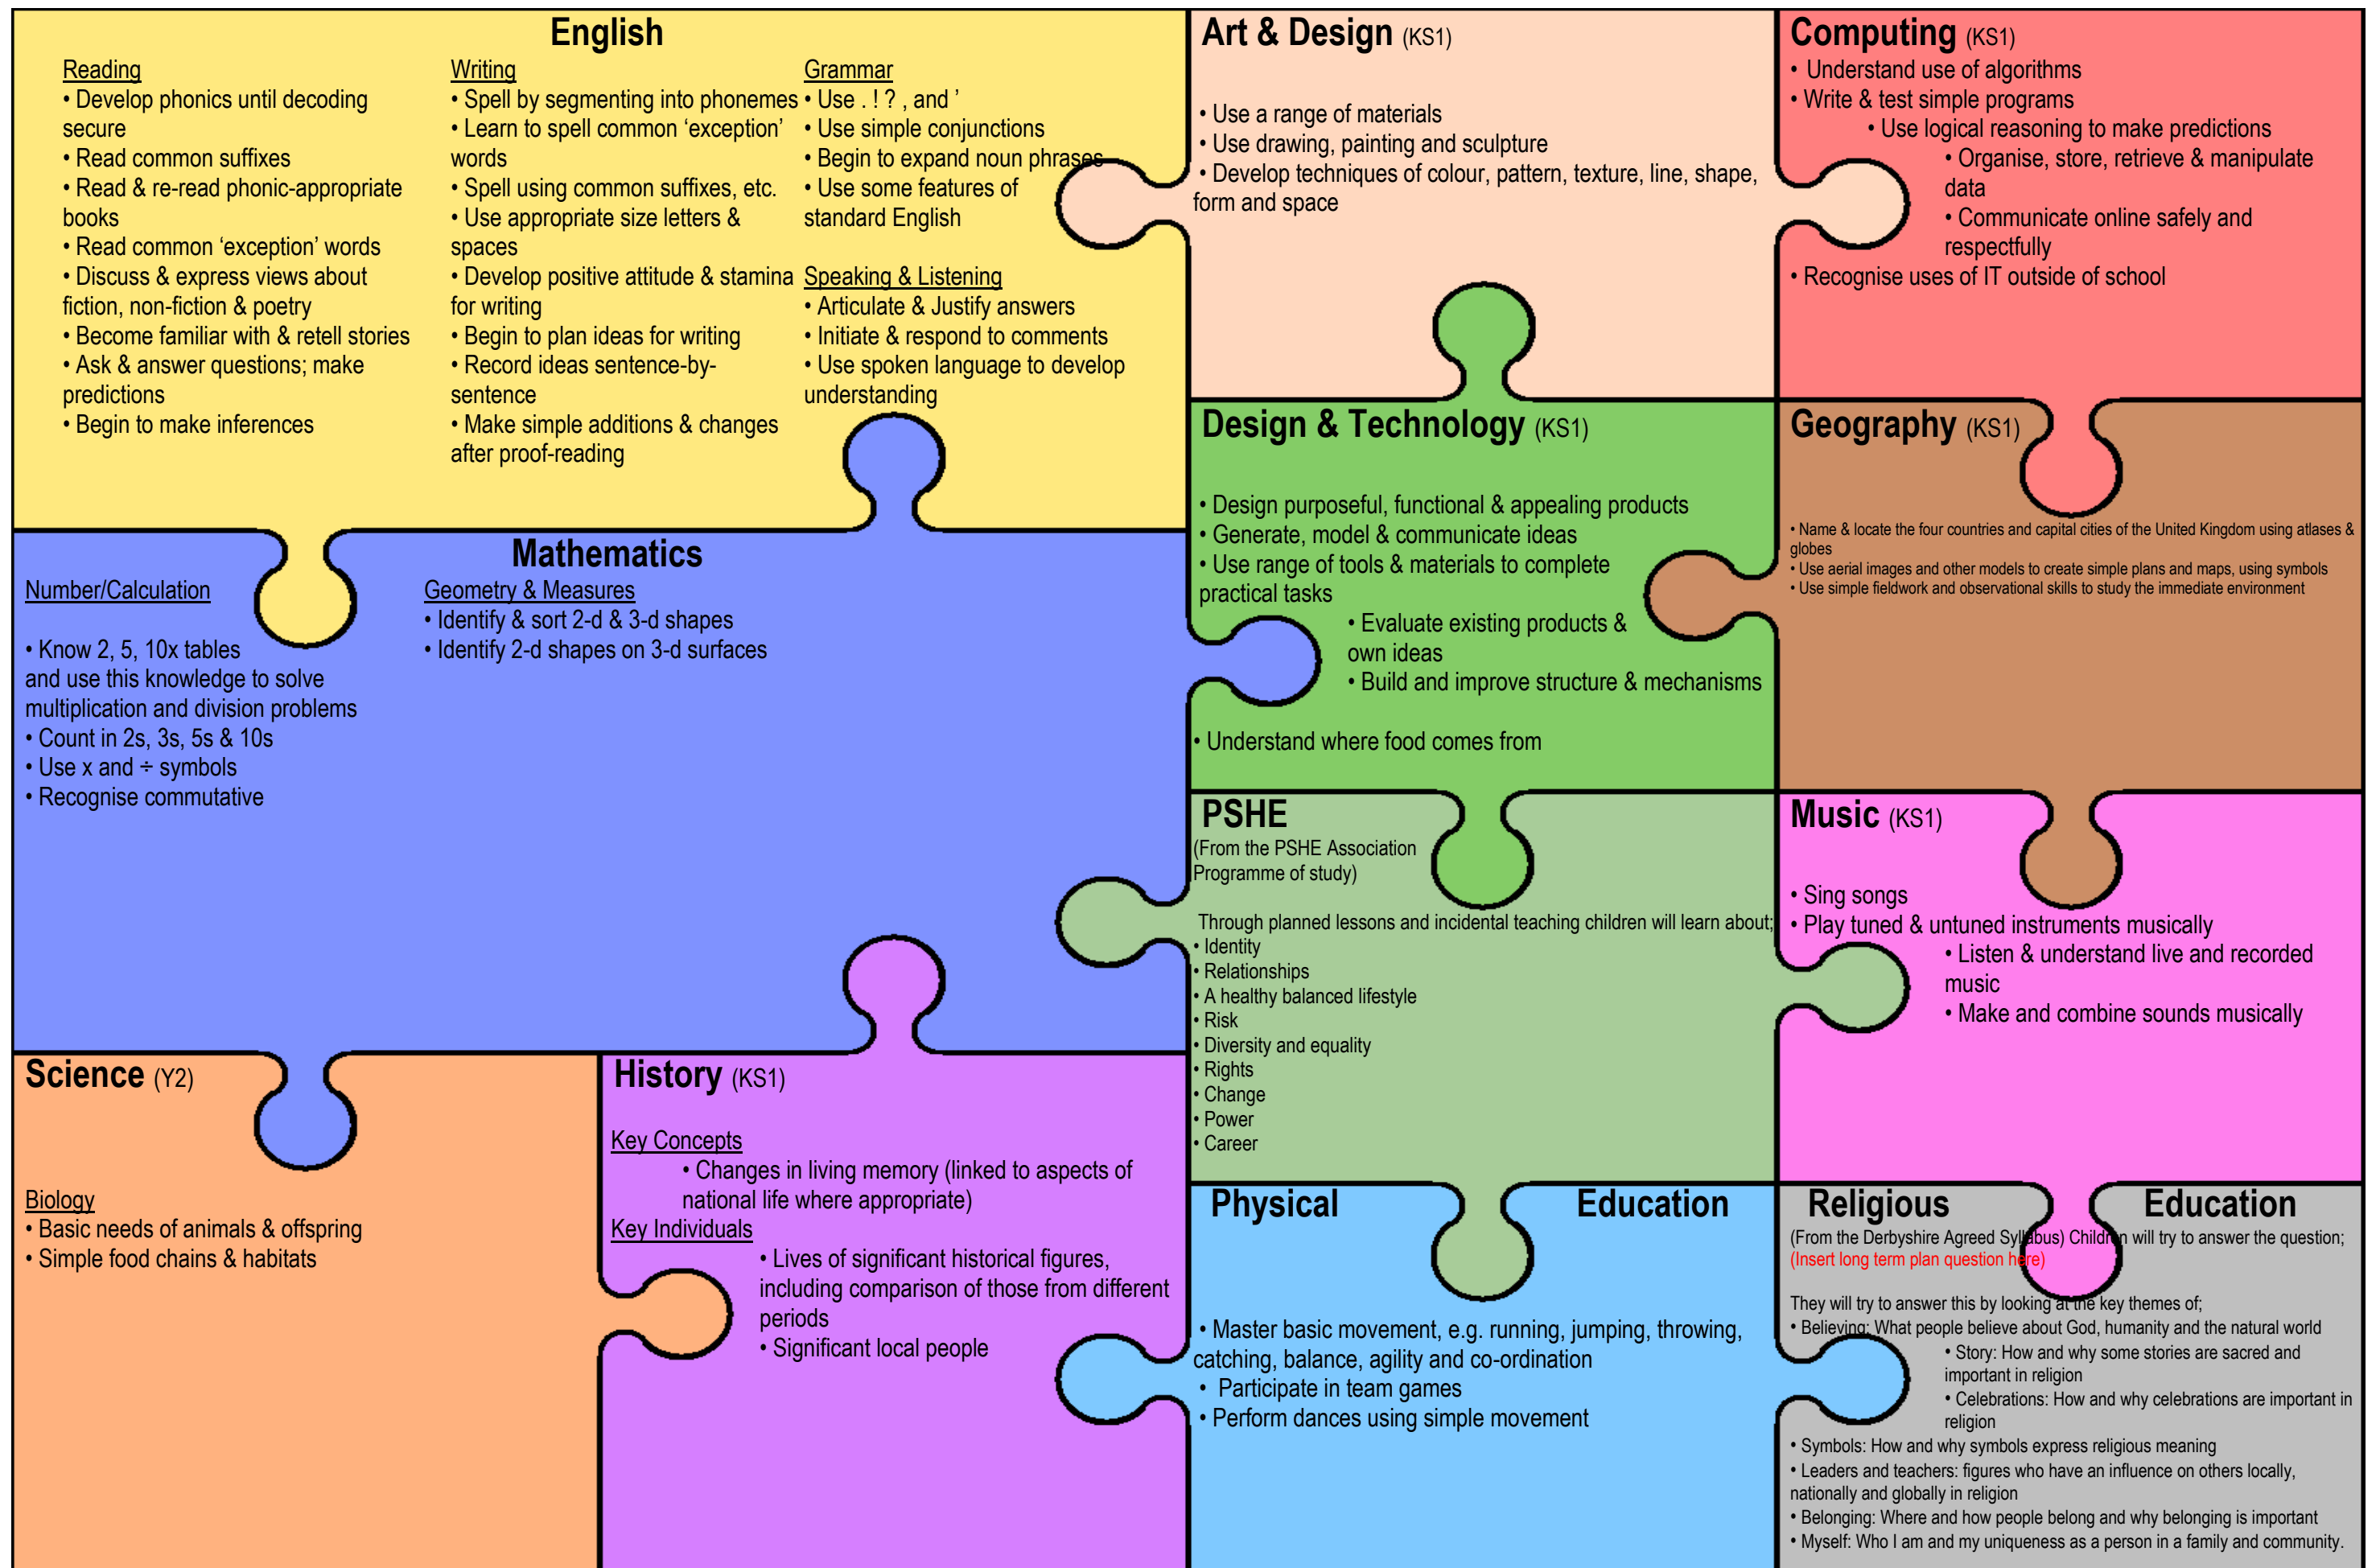 English
Reading
• Develop phonics until decoding
secure
• Read common suffixes
• Read & re-read phonic-appropriate
books
• Read common ‘exception’ words
• Discuss & express views about
fiction, non-fiction & poetry
• Become familiar with & retell stories
• Ask & answer questions; make
predictions
• Begin to make inferences
Writing
• Spell by segmenting into phonemes
• Learn to spell common ‘exception’
words
• Spell using common suffixes, etc.
• Use appropriate size letters &
spaces
• Develop positive attitude & stamina
for writing
• Begin to plan ideas for writing
• Record ideas sentence-by-
sentence
• Make simple additions & changes
after proof-reading
Grammar
• Use . ! ? , and ’
• Use simple conjunctions
• Begin to expand noun phrases
• Use some features of
standard English
Speaking & Listening
• Articulate & Justify answers
• Initiate & respond to comments
• Use spoken language to develop
understanding
Art & Design (KS1)
• Use a range of materials
• Use drawing, painting and sculpture
• Develop techniques of colour, pattern, texture, line, shape,
form and space
Computing (KS1)
• Understand use of algorithms
• Write & test simple programs
• Use logical reasoning to make predictions
• Organise, store, retrieve & manipulate
data
• Communicate online safely and
respectfully
• Recognise uses of IT outside of school
Mathematics
Number/Calculation
• Know 2, 5, 10x tables
and use this knowledge to solve
multiplication and division problems
• Count in 2s, 3s, 5s & 10s
• Use x and ÷ symbols
• Recognise commutative
Geometry & Measures
• Identify & sort 2-d & 3-d shapes
• Identify 2-d shapes on 3-d surfaces
Design & Technology (KS1)
• Design purposeful, functional & appealing products
• Generate, model & communicate ideas
• Use range of tools & materials to complete
practical tasks
• Evaluate existing products &
own ideas
• Build and improve structure & mechanisms
• Understand where food comes from
Geography (KS1)
• Name & locate the four countries and capital cities of the United Kingdom using atlases &
globes
• Use aerial images and other models to create simple plans and maps, using symbols
• Use simple fieldwork and observational skills to study the immediate environment
PSHE
(From the PSHE Association
Programme of study)
Through planned lessons and incidental teaching children will learn about;
• Identity
• Relationships
• A healthy balanced lifestyle
• Risk
• Diversity and equality
• Rights
• Change
• Power
• Career
Music (KS1)
• Sing songs
• Play tuned & untuned instruments musically
• Listen & understand live and recorded
music
• Make and combine sounds musically
Science (Y2)
Biology
• Basic needs of animals & offspring
• Simple food chains & habitats
History (KS1)
Key Concepts
• Changes in living memory (linked to aspects of
national life where appropriate)
Key Individuals
• Lives of significant historical figures,
including comparison of those from different
periods
• Significant local people
Physical Education
• Master basic movement, e.g. running, jumping, throwing,
catching, balance, agility and co-ordination
• Participate in team games
• Perform dances using simple movement
Religious Education
(From the Derbyshire Agreed Syllabus) Children will try to answer the question;
(Insert long term plan question here)
They will try to answer this by looking at the key themes of;
• Believing: What people believe about God, humanity and the natural world
• Story: How and why some stories are sacred and
important in religion
• Celebrations: How and why celebrations are important in
religion
• Symbols: How and why symbols express religious meaning
• Leaders and teachers: figures who have an influence on others locally,
nationally and globally in religion
• Belonging: Where and how people belong and why belonging is important
• Myself: Who I am and my uniqueness as a person in a family and community.